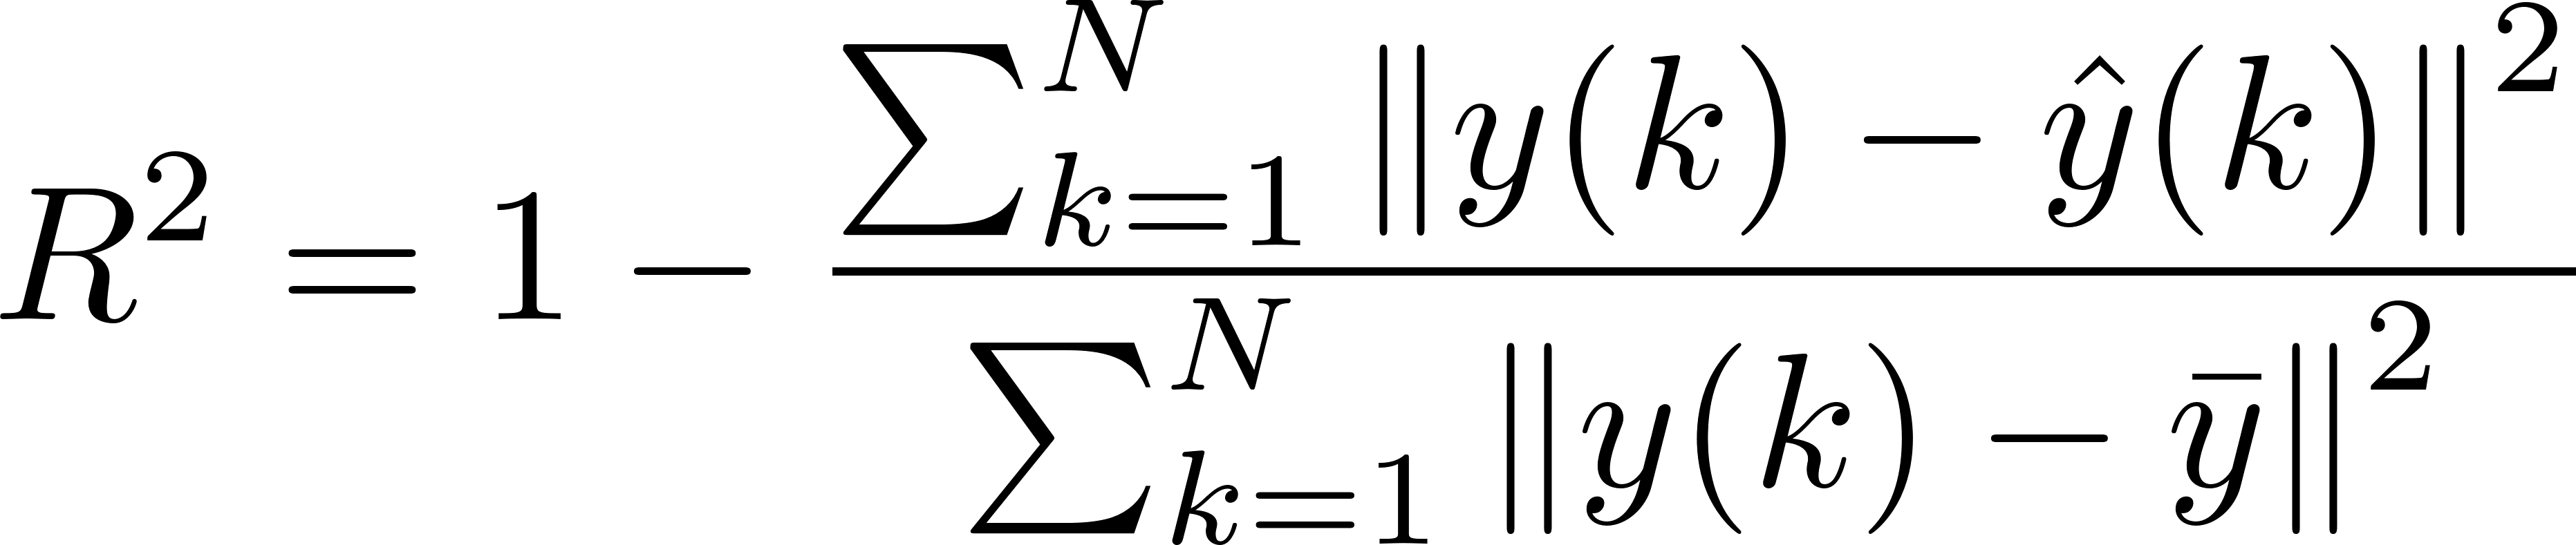 R^2 = 1 - \frac{\sum_{k=1}^{N} \|y(k) - \hat{y}(k)\|^2}{\sum_{k=1}^{N} \|y(k) - \bar{y}\|^2}